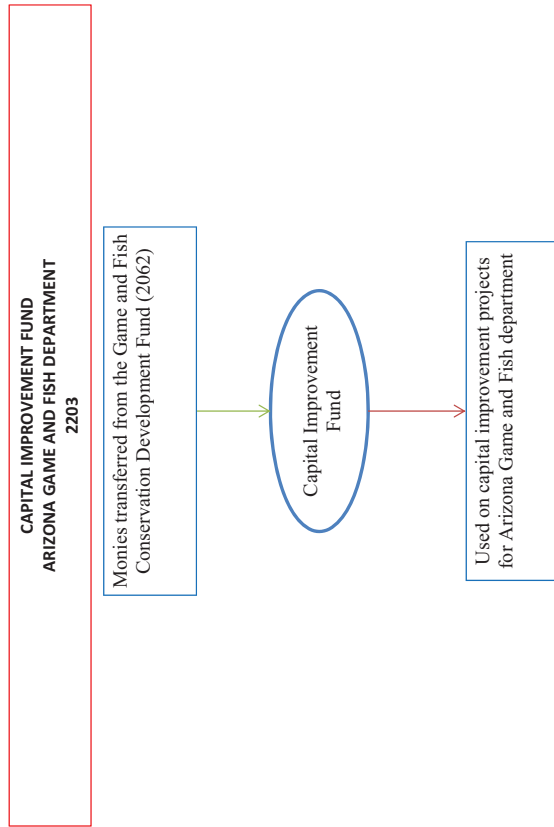 CAPITAL IMPROVEMENT FUND
ARIZONA GAME AND FISH DEPARTMENT
2203
Monies transferred from the Game and Fish
Conservation Development Fund (2062)
Capital Improvement
Fund
Used on capital improvement projects
for Arizona Game and Fish department